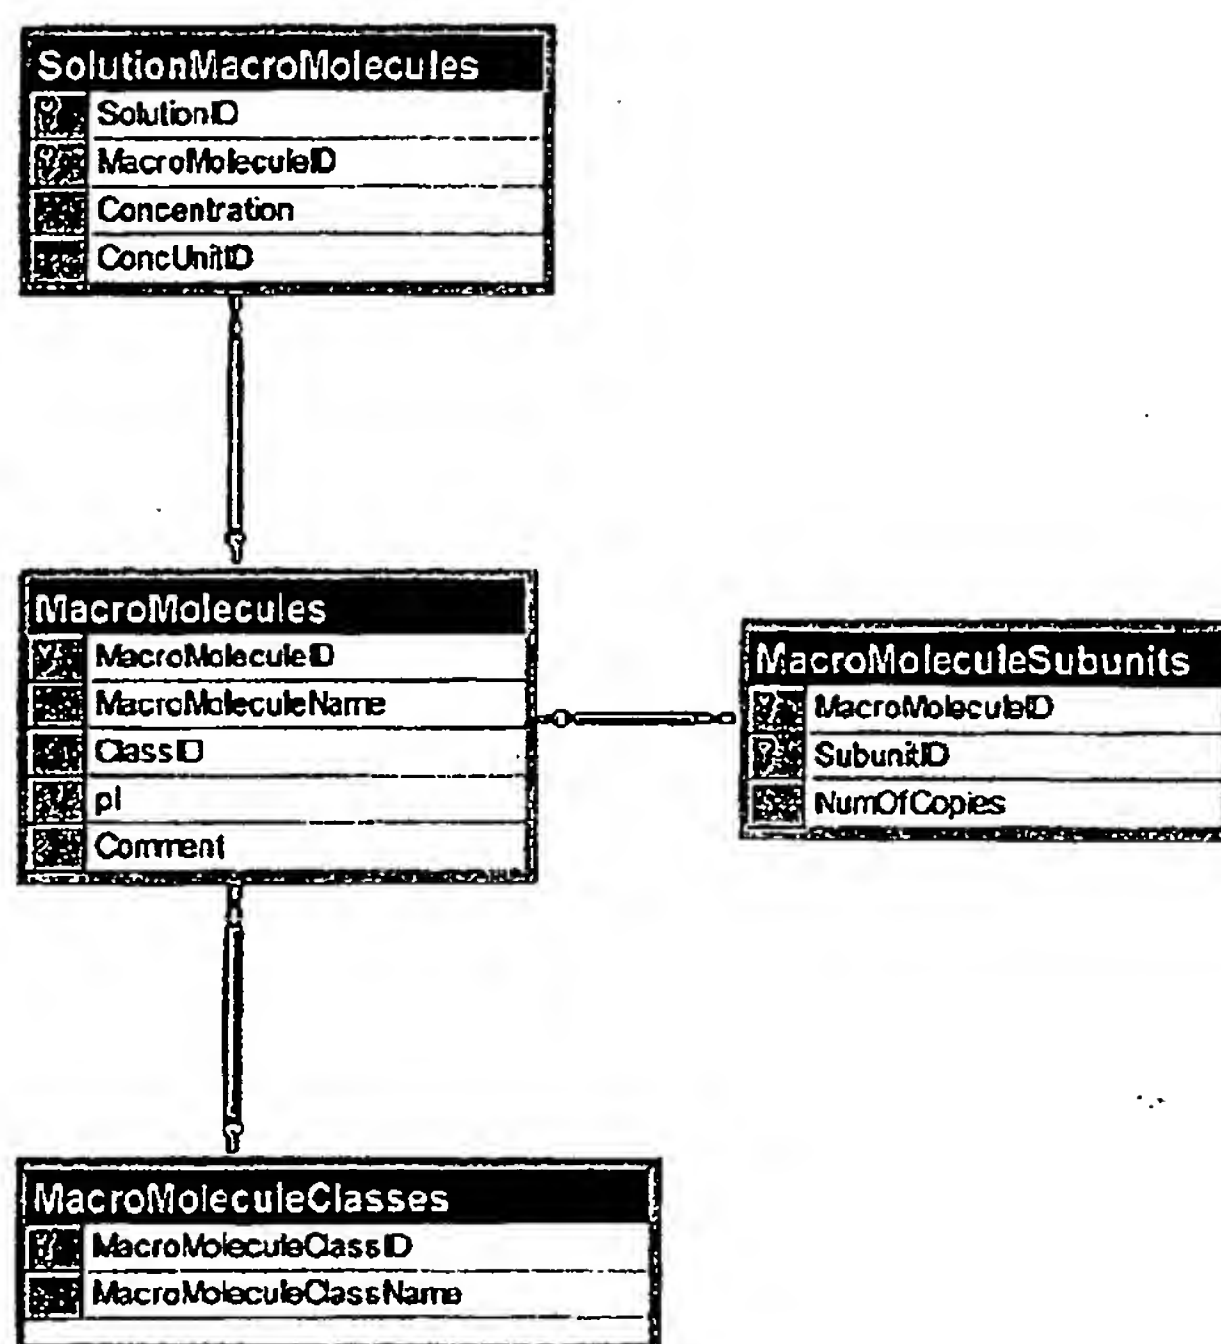 SolutionMacroMolecules
SolutionID
MacroMoleculeID
Concentration
ConcUnitID
MacroMolecules
MacroMoleculeID
MacroMoleculeName
ClassID
pI
Comment
MacroMoleculeSubunits
MacroMoleculeID
SubunitID
NumOfCopies
MacroMoleculeClasses
MacroMoleculeClassID
MacroMoleculeClassName